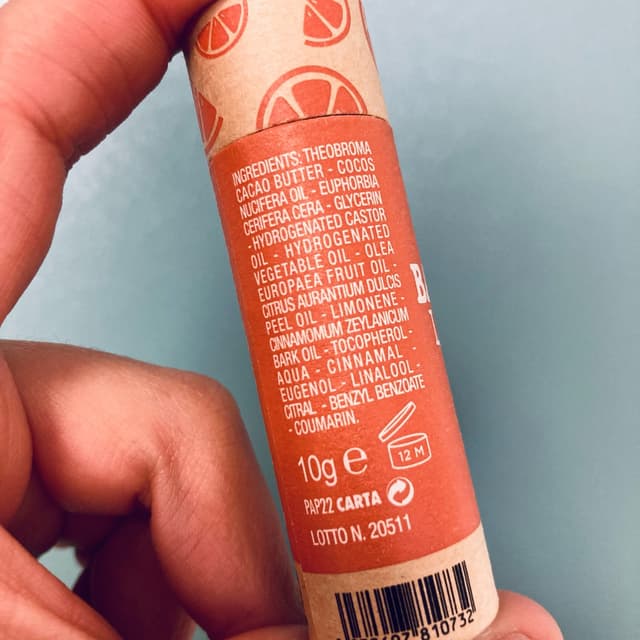 INGREDIENTS: THEOBROMA
CACAO BUTTER - COCOS
NUCIFERA OIL - EUPHORBIA
CERIFERA CERA - GLYCERIN
- HYDROGENATED CASTOR
OIL - HYDROGENATED
VEGETABLE OIL - OLEA
EUROPAEA FRUIT OIL -
CITRUS AURANTIUM DULCIS
PEEL OIL - LIMONENE -
CINNAMOMUM ZEYLANICUM
BARK OIL - TOCOPHEROL -
AQUA - CINNAMAL -
EUGENOL - LINALOOL -
CITRAL - BENZYL BENZOATE
- COUMARIN.
10g e
12 M
PAP22 CARTA
LOTTO N. 20511
810732